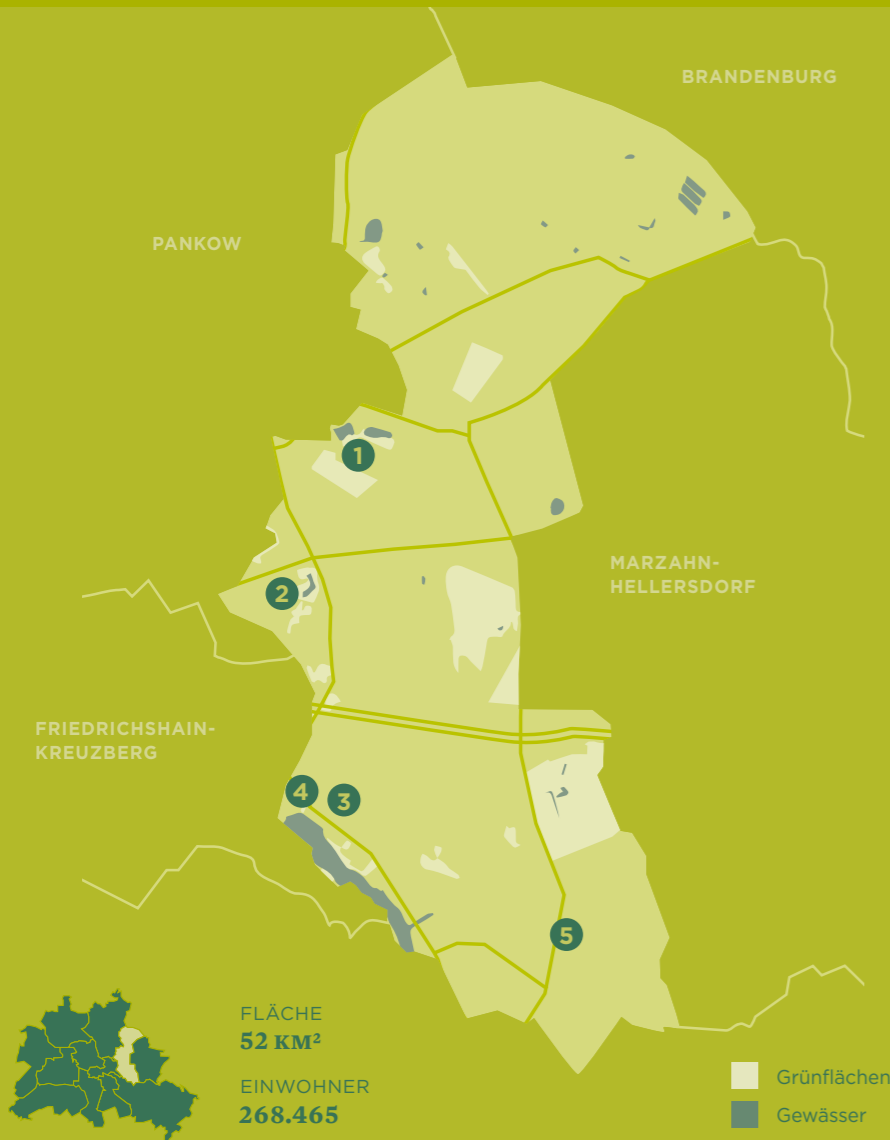 BRANDENBURG
PANKOW
1
MARZAHN-
HELLERSDORF
2
FRIEDRICHSHAIN-
KREUZBERG
4
3
5
FLÄCHE
52 KM²
EINWOHNER
268.465
Grünflächen
Gewässer